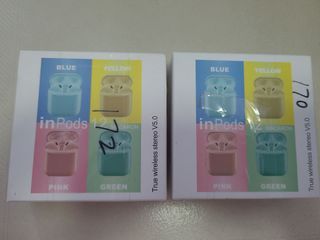 BLUE
YELLOW
inPods 12
PINK
GREEN
True wireless stereo V5.0
172
BLUE
YELLOW
inPods 12
PINK
GREEN
True wireless stereo V5.0
170